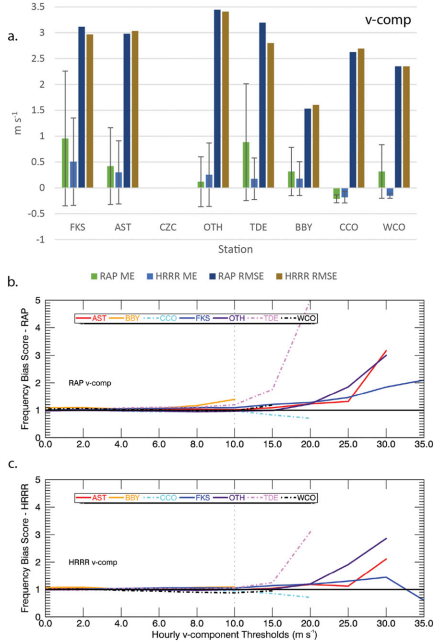 a.
v-comp
3.5
3
2.5
2
1.5
1
0.5
0
-0.5
-1
m s-1
FKS AST CZC OTH TDE BBY CCO WCO
Station
RAP ME HRRR ME RAP RMSE HRRR RMSE
b.
5
4
3
2
1
0
Frequency Bias Score - RAP
AST BBY CCO FKS OTH TDE WCO
RAP v-comp
0.0 2.0 4.0 6.0 8.0 10.0 15.0 20.0 25.0 30.0 35.0
c.
5
4
3
2
1
0
Frequency Bias Score - HRRR
AST BBY CCO FKS OTH TDE WCO
HRRR v-comp
0.0 2.0 4.0 6.0 8.0 10.0 15.0 20.0 25.0 30.0 35.0
Hourly v-component Thresholds (m s-1)